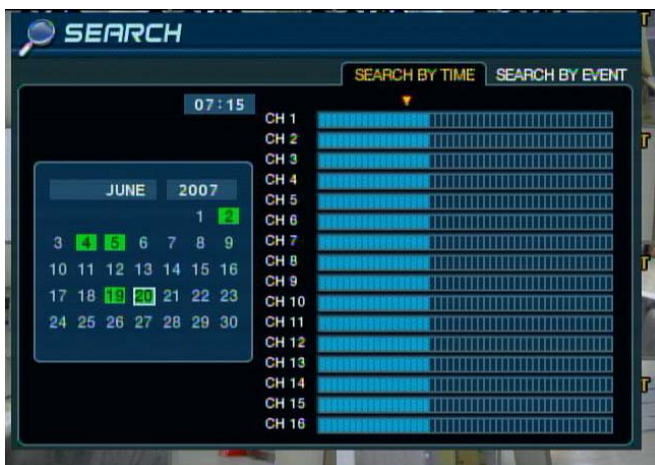 SEARCH
SEARCH BY TIME SEARCH BY EVENT
07:15
JUNE 2007
1 2
3 4 5 6 7 8 9
10 11 12 13 14 15 16
17 18 19 20 21 22 23
24 25 26 27 28 29 30
CH 1
CH 2
CH 3
CH 4
CH 5
CH 6
CH 7
CH 8
CH 9
CH 10
CH 11
CH 12
CH 13
CH 14
CH 15
CH 16
T
T
T
T